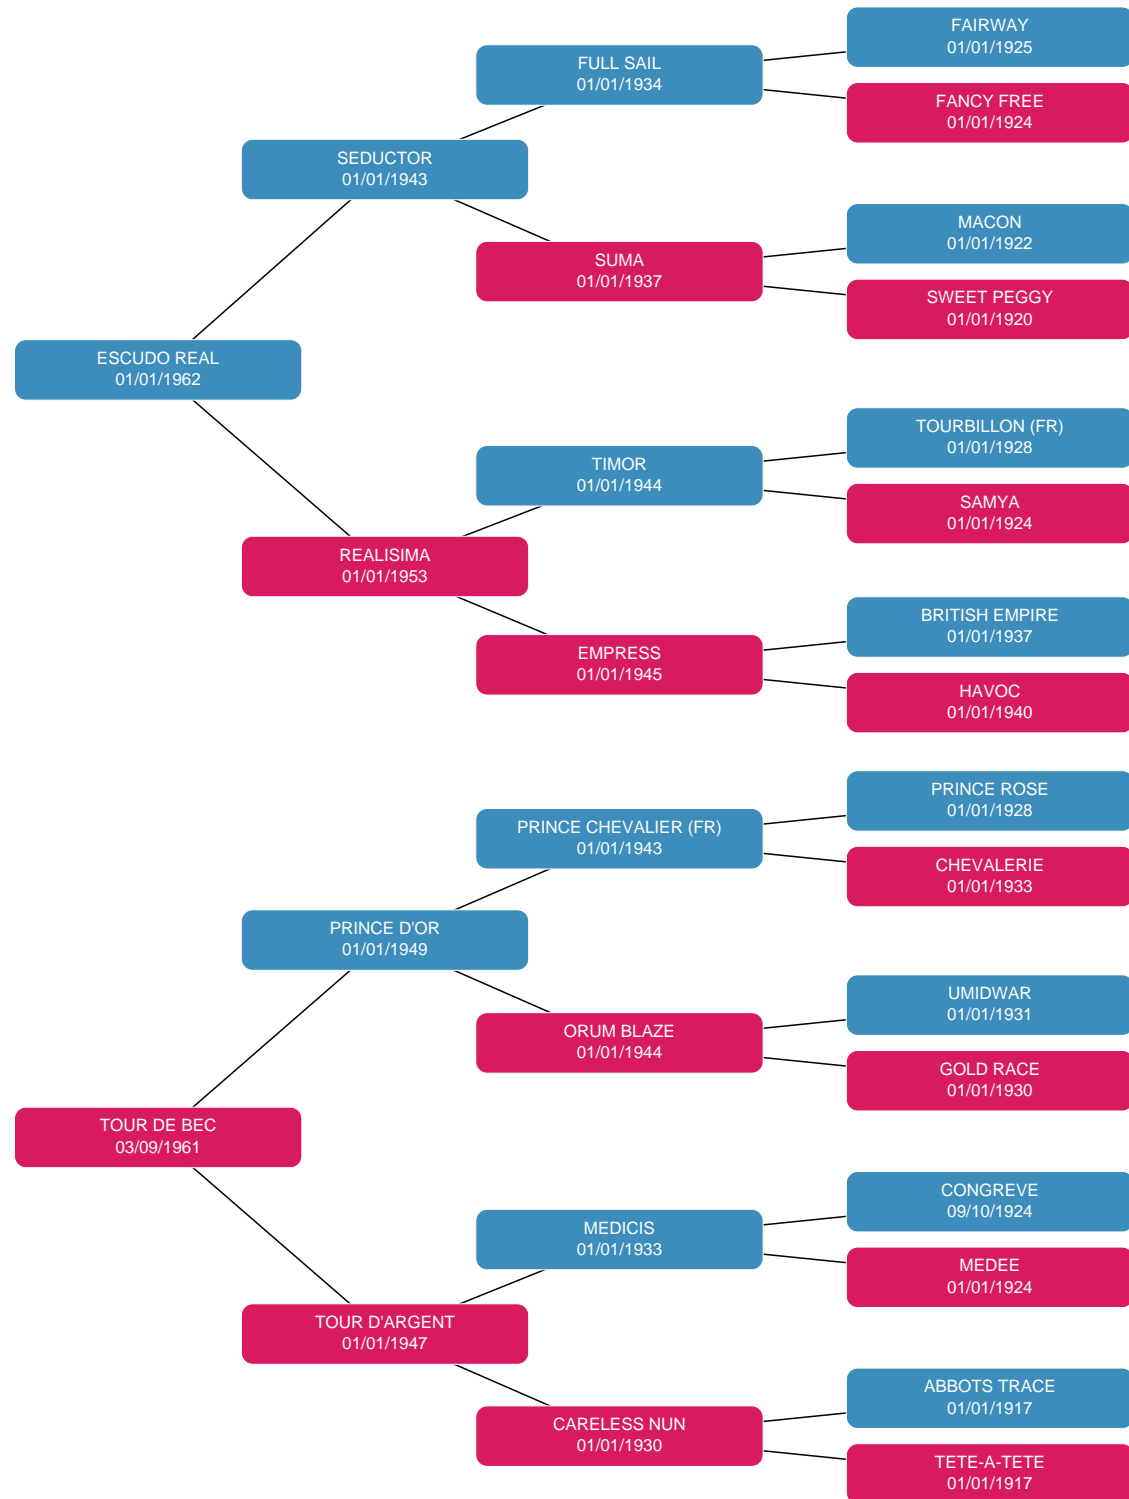 FAIRWAY
01/01/1925
FULL SAIL
01/01/1934
FANCY FREE
01/01/1924
SEDUCTOR
01/01/1943
MACON
01/01/1922
SUMA
01/01/1937
SWEET PEGGY
01/01/1920
ESCUDO REAL
01/01/1962
TOURBILLON (FR)
01/01/1928
TIMOR
01/01/1944
SAMYA
01/01/1924
REALISIMA
01/01/1953
BRITISH EMPIRE
01/01/1937
EMPRESS
01/01/1945
HAVOC
01/01/1940
PRINCE ROSE
01/01/1928
PRINCE CHEVALIER (FR)
01/01/1943
CHEVALERIE
01/01/1933
PRINCE D'OR
01/01/1949
UMIDWAR
01/01/1931
ORUM BLAZE
01/01/1944
GOLD RACE
01/01/1930
TOUR DE BEC
03/09/1961
CONGREVE
09/10/1924
MEDICIS
01/01/1933
MEDEE
01/01/1924
TOUR D'ARGENT
01/01/1947
ABBOTS TRACE
01/01/1917
CARELESS NUN
01/01/1930
TETE-A-TETE
01/01/1917